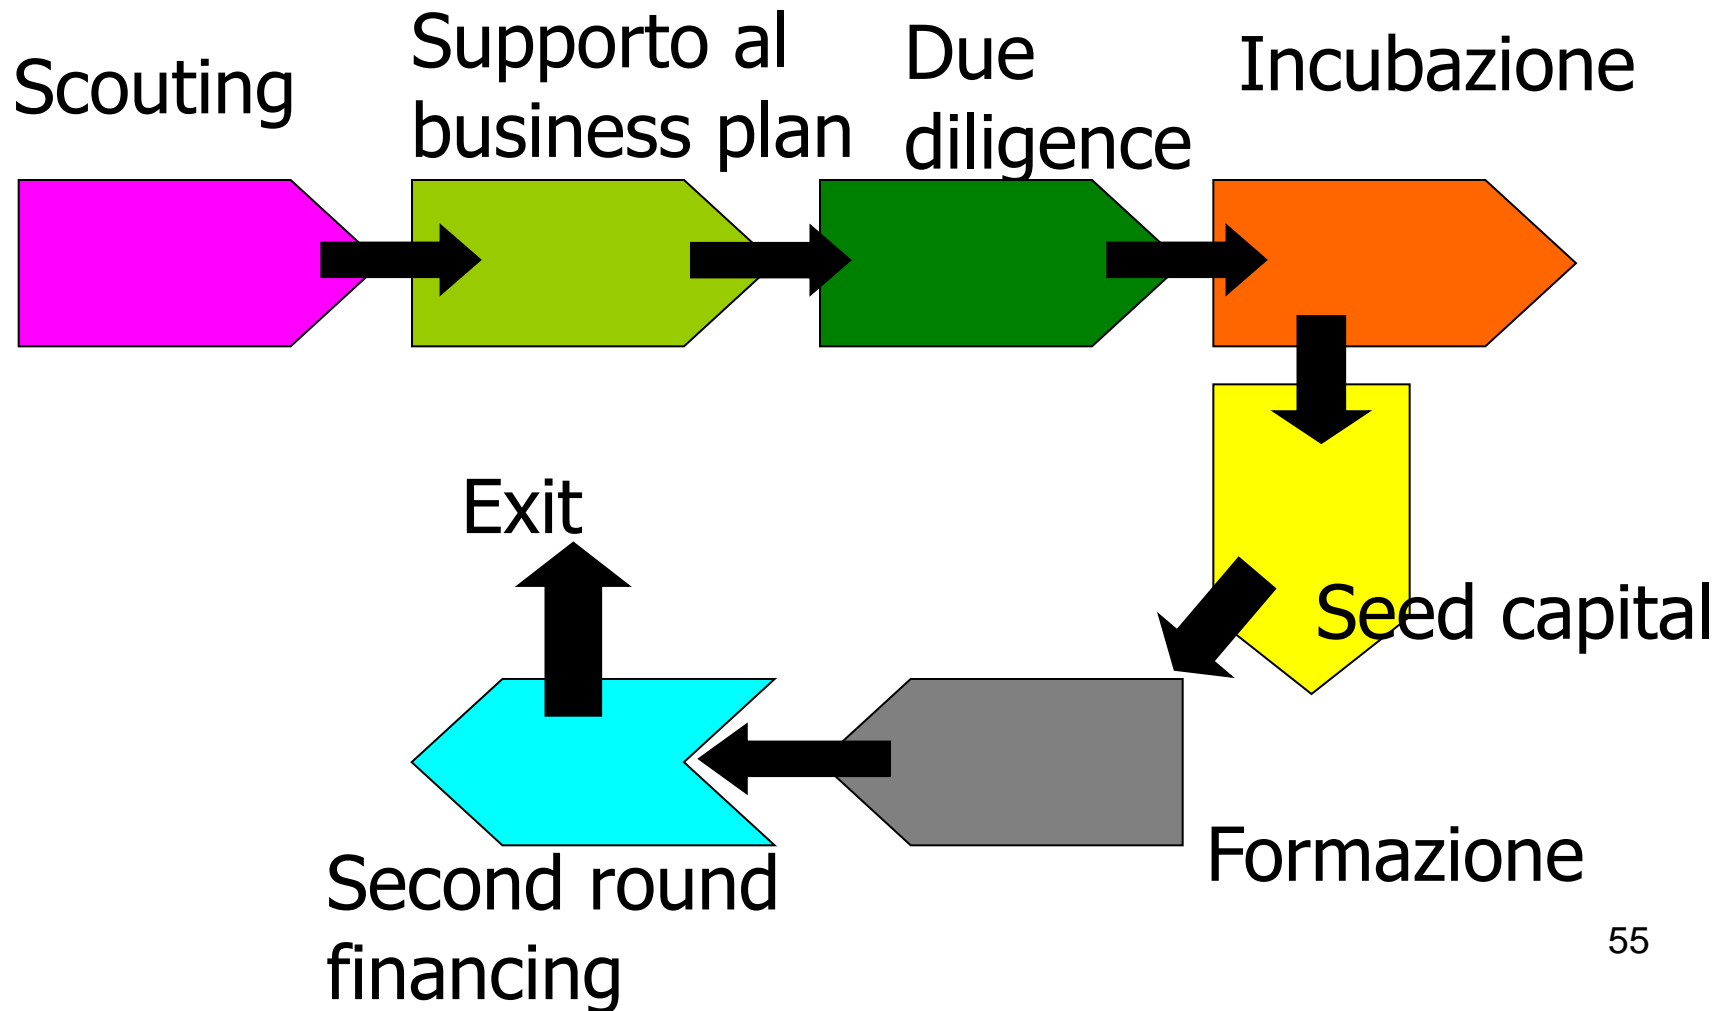 Scouting
Supporto al
business plan
Due
diligence
Incubazione
Exit
Seed capital
Formazione
Second round
financing
55